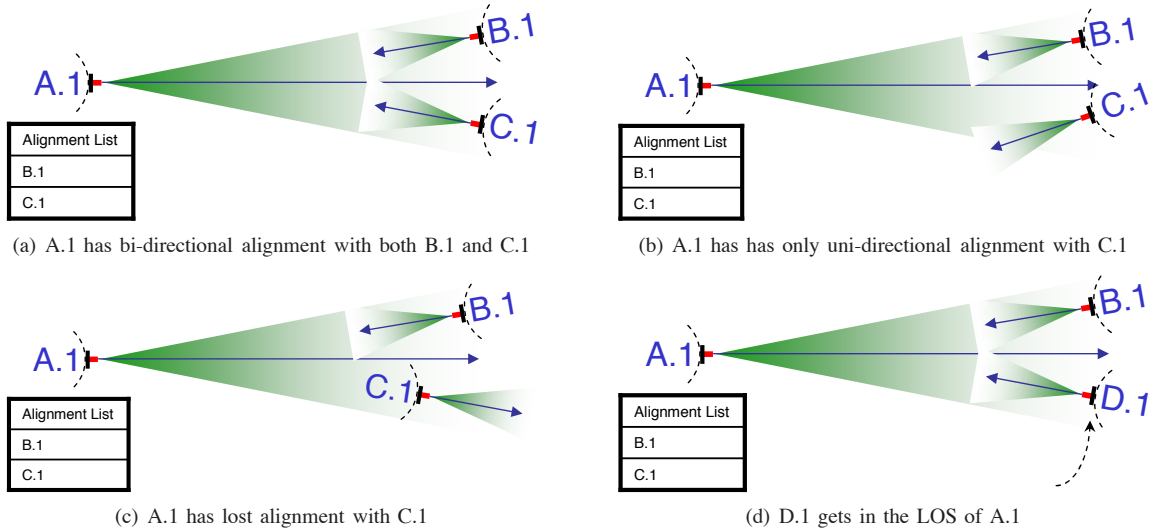 A.1
B.1
C.1
Alignment List
B.1
C.1
(a) A.1 has bi-directional alignment with both B.1 and C.1
A.1
B.1
C.1
Alignment List
B.1
C.1
(b) A.1 has has only uni-directional alignment with C.1
A.1
B.1
C.1
Alignment List
B.1
C.1
(c) A.1 has lost alignment with C.1
A.1
B.1
D.1
Alignment List
B.1
C.1
(d) D.1 gets in the LOS of A.1